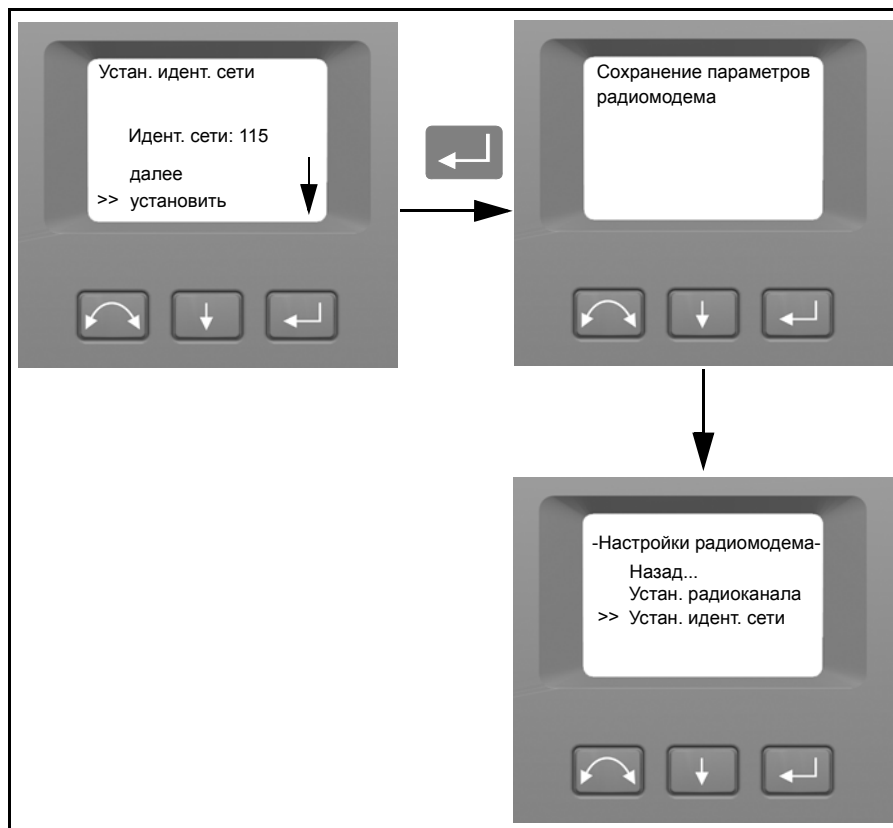 Устан. идент. сети
Идент. сети: 115
далее
>> установить
Сохранение параметров
радиомодема
-Настройки радиомодема-
Назад...
Устан. радиоканала
>> Устан. идент. сети